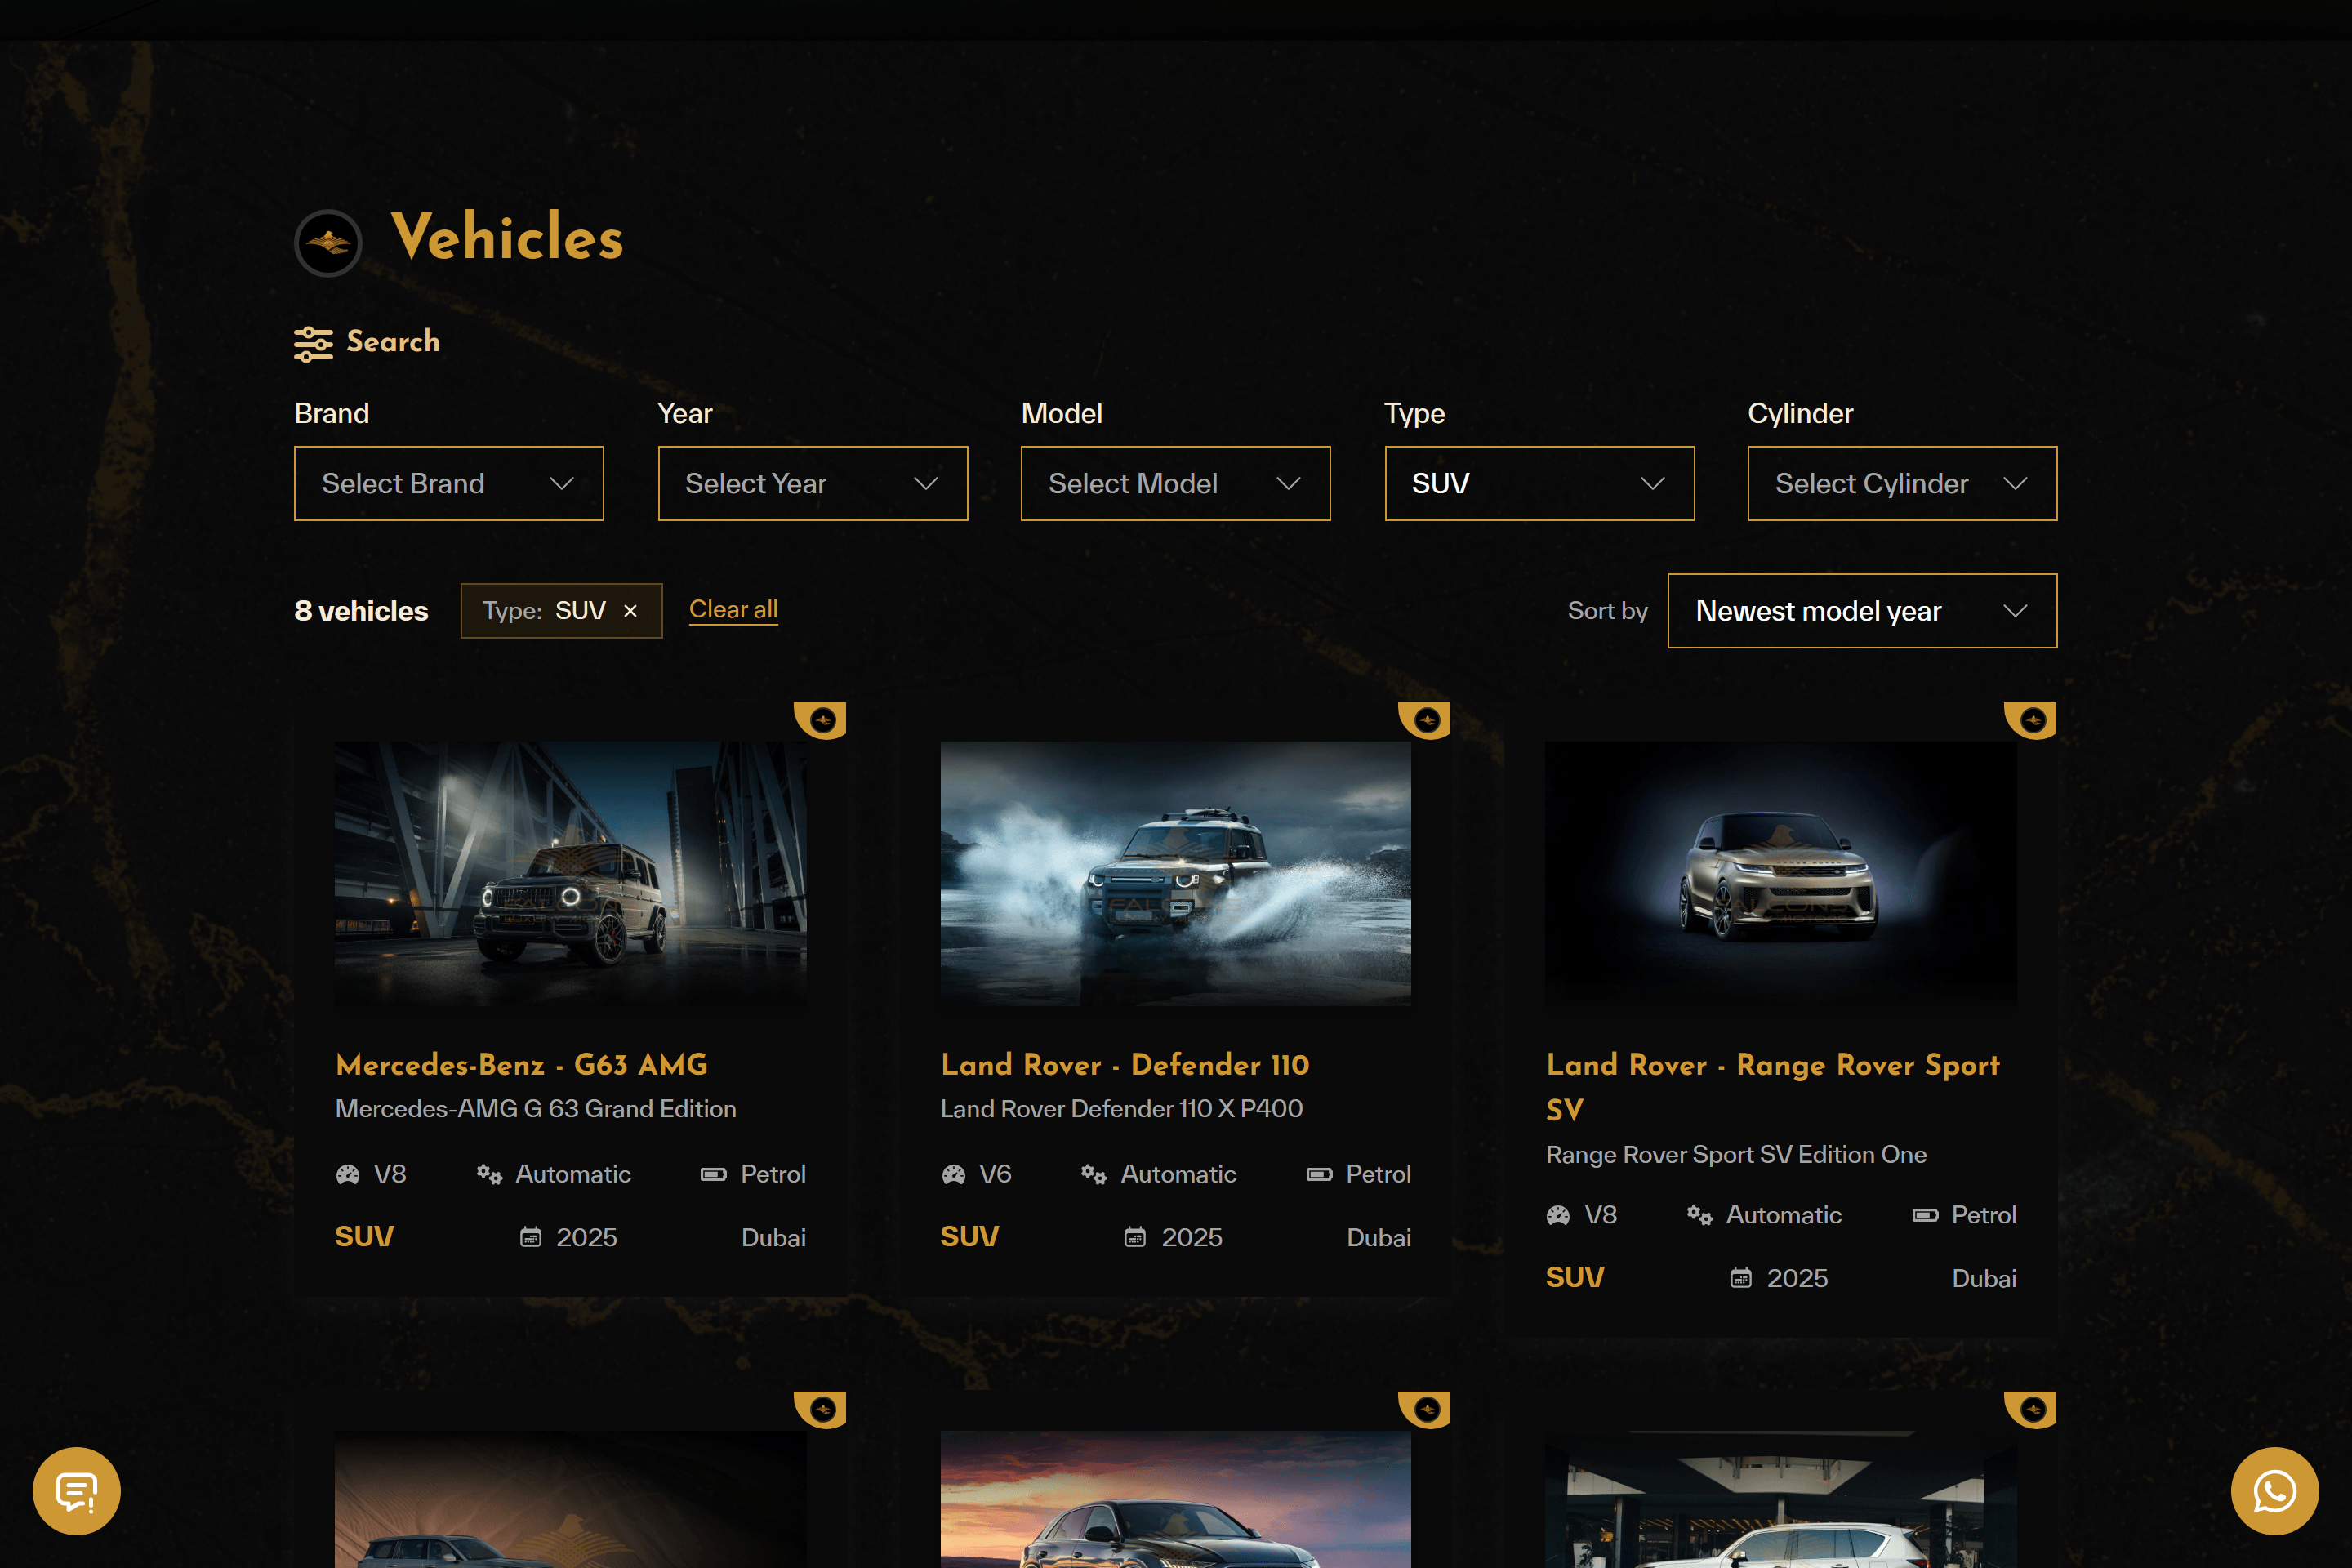 Vehicles
Search
Brand
Year
Model
Type
Cylinder
Select Brand
Select Year
Select Model
SUV
Select Cylinder
8 vehicles
Type: SUV ×
Clear all
Sort by
Newest model year
Mercedes-Benz - G63 AMG
Mercedes-AMG G 63 Grand Edition
V8
Automatic
Petrol
SUV
2025
Dubai
Land Rover - Defender 110
Land Rover Defender 110 X P400
V6
Automatic
Petrol
SUV
2025
Dubai
Land Rover - Range Rover Sport
SV
Range Rover Sport SV Edition One
V8
Automatic
Petrol
SUV
2025
Dubai